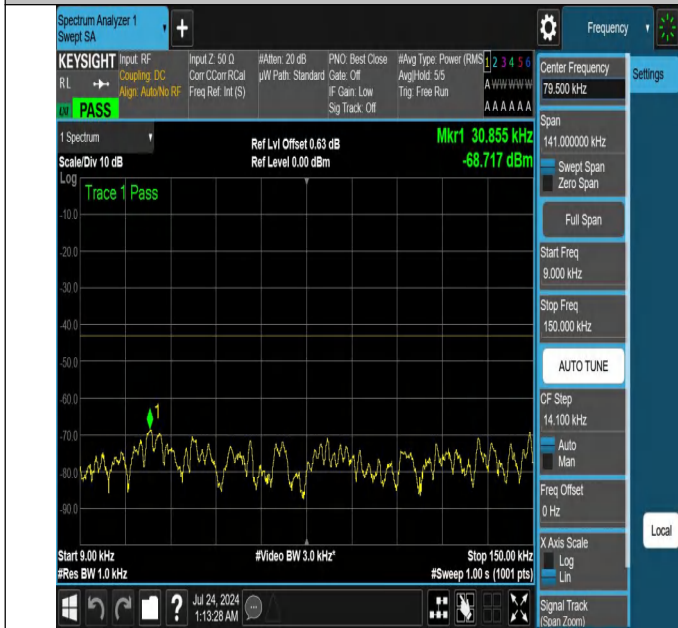 Spectrum Analyzer 1
Swept SA
+
Frequency
KEYSIGHT
RL
PASS
Input: RF
Coupling: DC
Align: Auto/No RF
Input Z: 50 Ω
Corr CCorr RCal
Freq Ref: Int (S)
#Atten: 20 dB
µW Path: Standard
PNO: Best Close
Gate: Off
IF Gain: Low
Sig Track: Off
#Avg Type: Power (RMS
Avg|Hold: 5/5
Trig: Free Run
1 2 3 4 5 6
A W W W W W
A A A A A A
1 Spectrum
Scale/Div 10 dB
Ref Lvl Offset 0.63 dB
Ref Level 0.00 dBm
Mkr1 30.855 kHz
-68.717 dBm
Log
Trace 1 Pass
-10.0
-20.0
-30.0
-40.0
-50.0
-60.0
-70.0
-80.0
-90.0
1
Start 9.00 kHz
#Res BW 1.0 kHz
#Video BW 3.0 kHz*
Stop 150.00 kHz
#Sweep 1.00 s (1001 pts)
?
Jul 24, 2024
1:13:28 AM
Center Frequency
79.500 kHz
Settings
Span
141.000000 kHz
Swept Span
Zero Span
Full Span
Start Freq
9.000 kHz
Stop Freq
150.000 kHz
AUTO TUNE
CF Step
14.100 kHz
Auto
Man
Freq Offset
0 Hz
X Axis Scale
Log
Lin
Local
Signal Track
(Span Zoom)